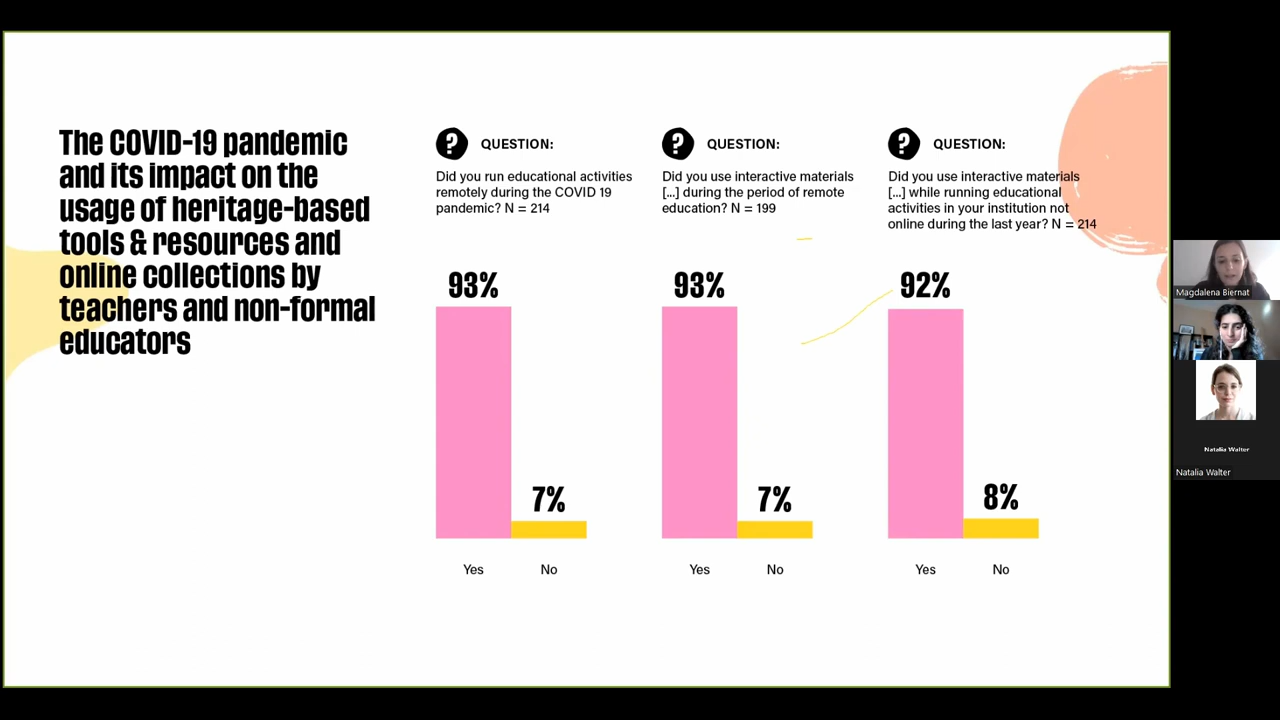 The COVID-19 pandemic
and its impact on the
usage of heritage-based
tools & resources and
online collections by
teachers and non-formal
educators
? QUESTION:
Did you run educational activities
remotely during the COVID 19
pandemic? N = 214
93%
7%
Yes No
? QUESTION:
Did you use interactive materials
[...] during the period of remote
education? N = 199
93%
7%
Yes No
? QUESTION:
Did you use interactive materials
[...] while running educational
activities in your institution not
online during the last year? N = 214
92%
8%
Yes No
Magdalena Biernat
Natalia Walter
Natalia Walter